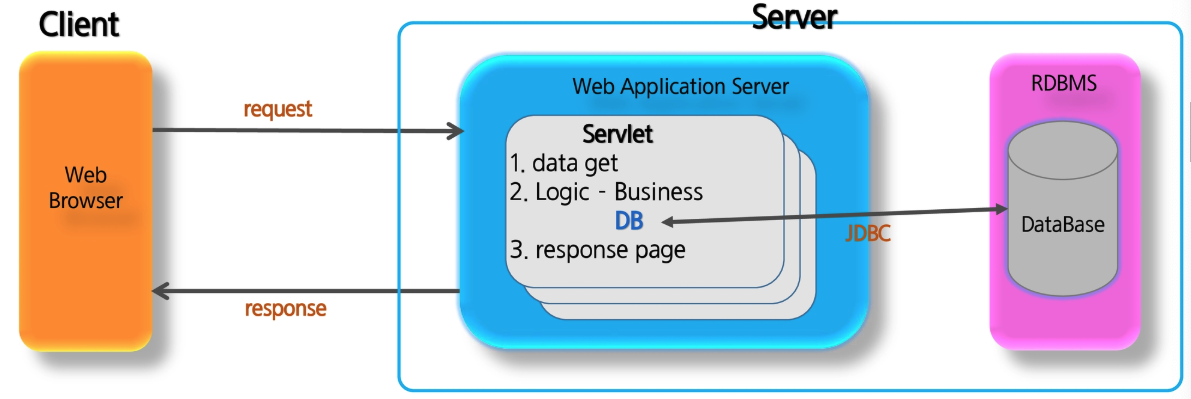 Client
Server
Web Application Server
RDBMS
request
Servlet
1. data get
2. Logic - Business
DB
3. response page
Web
Browser
JDBC
DataBase
response